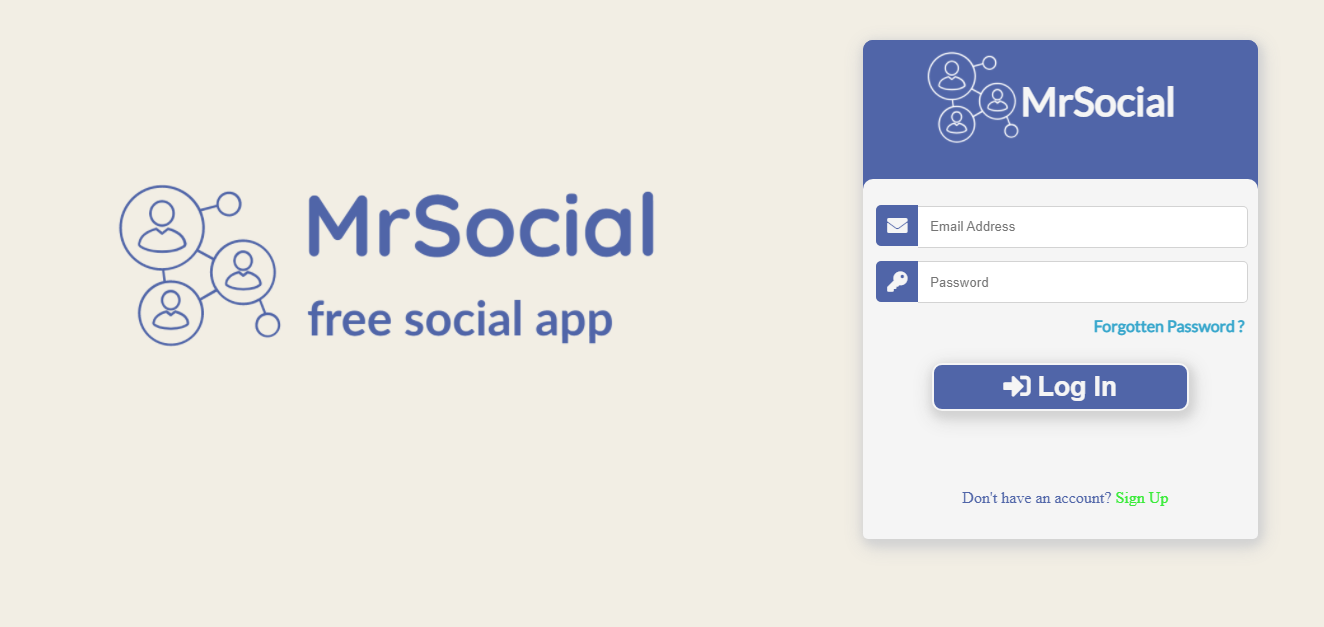 MrSocial
free social app
MrSocial
Email Address
Password
Forgotten Password ?
Log In
Don't have an account? Sign Up